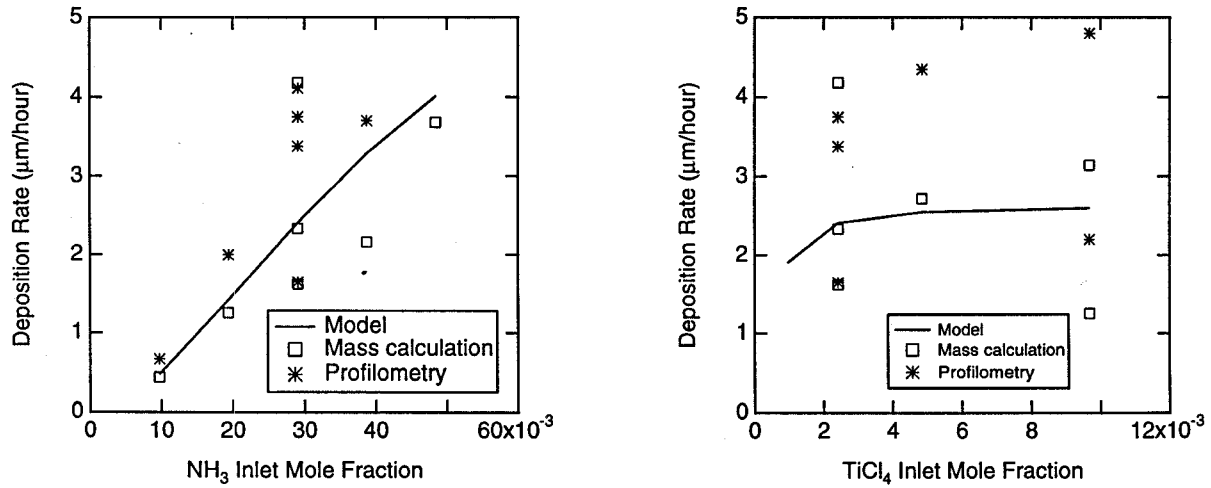 5
4
3
2
1
0
Deposition Rate (μm/hour)
Model
Mass calculation
Profilometry
0
10
20
30
40
60x10-3
NH3 Inlet Mole Fraction
5
4
3
2
1
0
Deposition Rate (μm/hour)
Model
Mass calculation
Profilometry
0
2
4
6
8
12x10-3
TiCl4 Inlet Mole Fraction